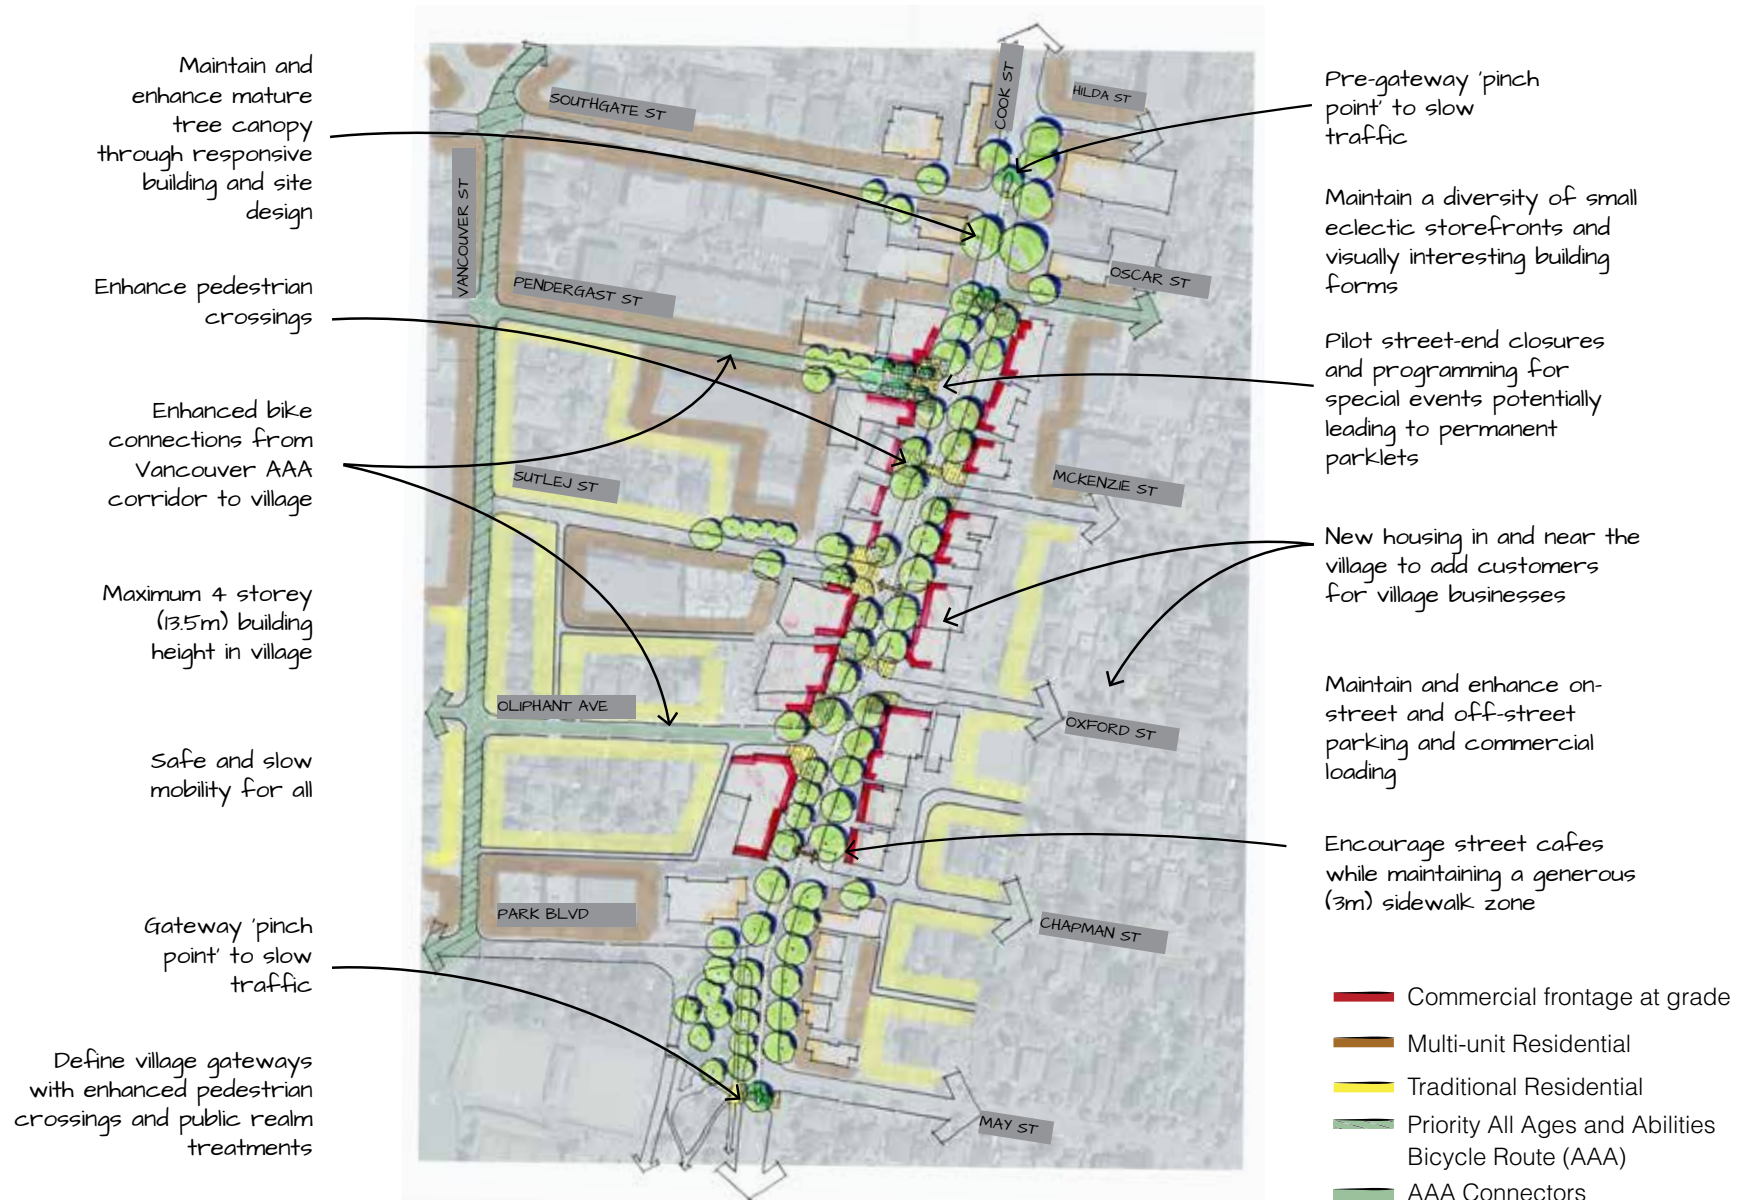 Maintain and
enhance mature
tree canopy
through responsive
building and site
design
Enhance pedestrian
crossings
Enhanced bike
connections from
Vancouver AAA
corridor to village
Maximum 4 storey
(13.5m) building
height in village
Safe and slow
mobility for all
Gateway 'pinch
point' to slow
traffic
Define village gateways
with enhanced pedestrian
crossings and public realm
treatments
SOUTHGATE ST
COOK ST
HILDA ST
VANCOUVER ST
PENDERGAST ST
OSCAR ST
SUTLEJ ST
MCKENZIE ST
OLIPHANT AVE
OXFORD ST
PARK BLVD
CHAPMAN ST
MAY ST
Pre-gateway 'pinch
point' to slow
traffic
Maintain a diversity of small
eclectic storefronts and
visually interesting building
forms
Pilot street-end closures
and programming for
special events potentially
leading to permanent
parklets
New housing in and near the
village to add customers
for village businesses
Maintain and enhance on-
street and off-street
parking and commercial
loading
Encourage street cafes
while maintaining a generous
(3m) sidewalk zone
Commercial frontage at grade
Multi-unit Residential
Traditional Residential
Priority All Ages and Abilities
Bicycle Route (AAA)
AAA Connectors